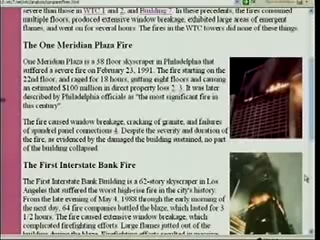 severe than those in WTC 1 and 2, and Building 7. In these precedents, the fires consumed
multiple floors, produced extensive window breakage, exhibited large areas of emergent
flames, and went on for several hours. The fires in the WTC towers did none of these things.
The One Meridian Plaza Fire
One Meridian Plaza is a 38 floor skyscraper in Philadelphia that
suffered a severe fire on February 23, 1991. The fire starting on the
22nd floor, and raged for 18 hours, gutting eight floors and causing
an estimated $100 million in direct property loss 2 3. It was later
described by Philadelphia officials as "the most significant fire in
this century".
The fire caused window breakage, cracking of granite, and failures
of spandrel panel connections 4. Despite the severity and duration of
the fire, as evidenced by the damage the building sustained, no part
of the building collapsed.
The First Interstate Bank Fire
The First Interstate Bank Building is a 62-story skyscraper in Los
Angeles that suffered the worst high-rise fire in the city's history.
From the late evening of May 4, 1988 through the early morning of
the next day, 64 fire companies battled the blaze, which lasted for 3
1/2 hours. The fire caused extensive window breakage, which
complicated firefighting efforts. Large flames jutted out of the
building during the blaze. Firefighting efforts resulted in massive